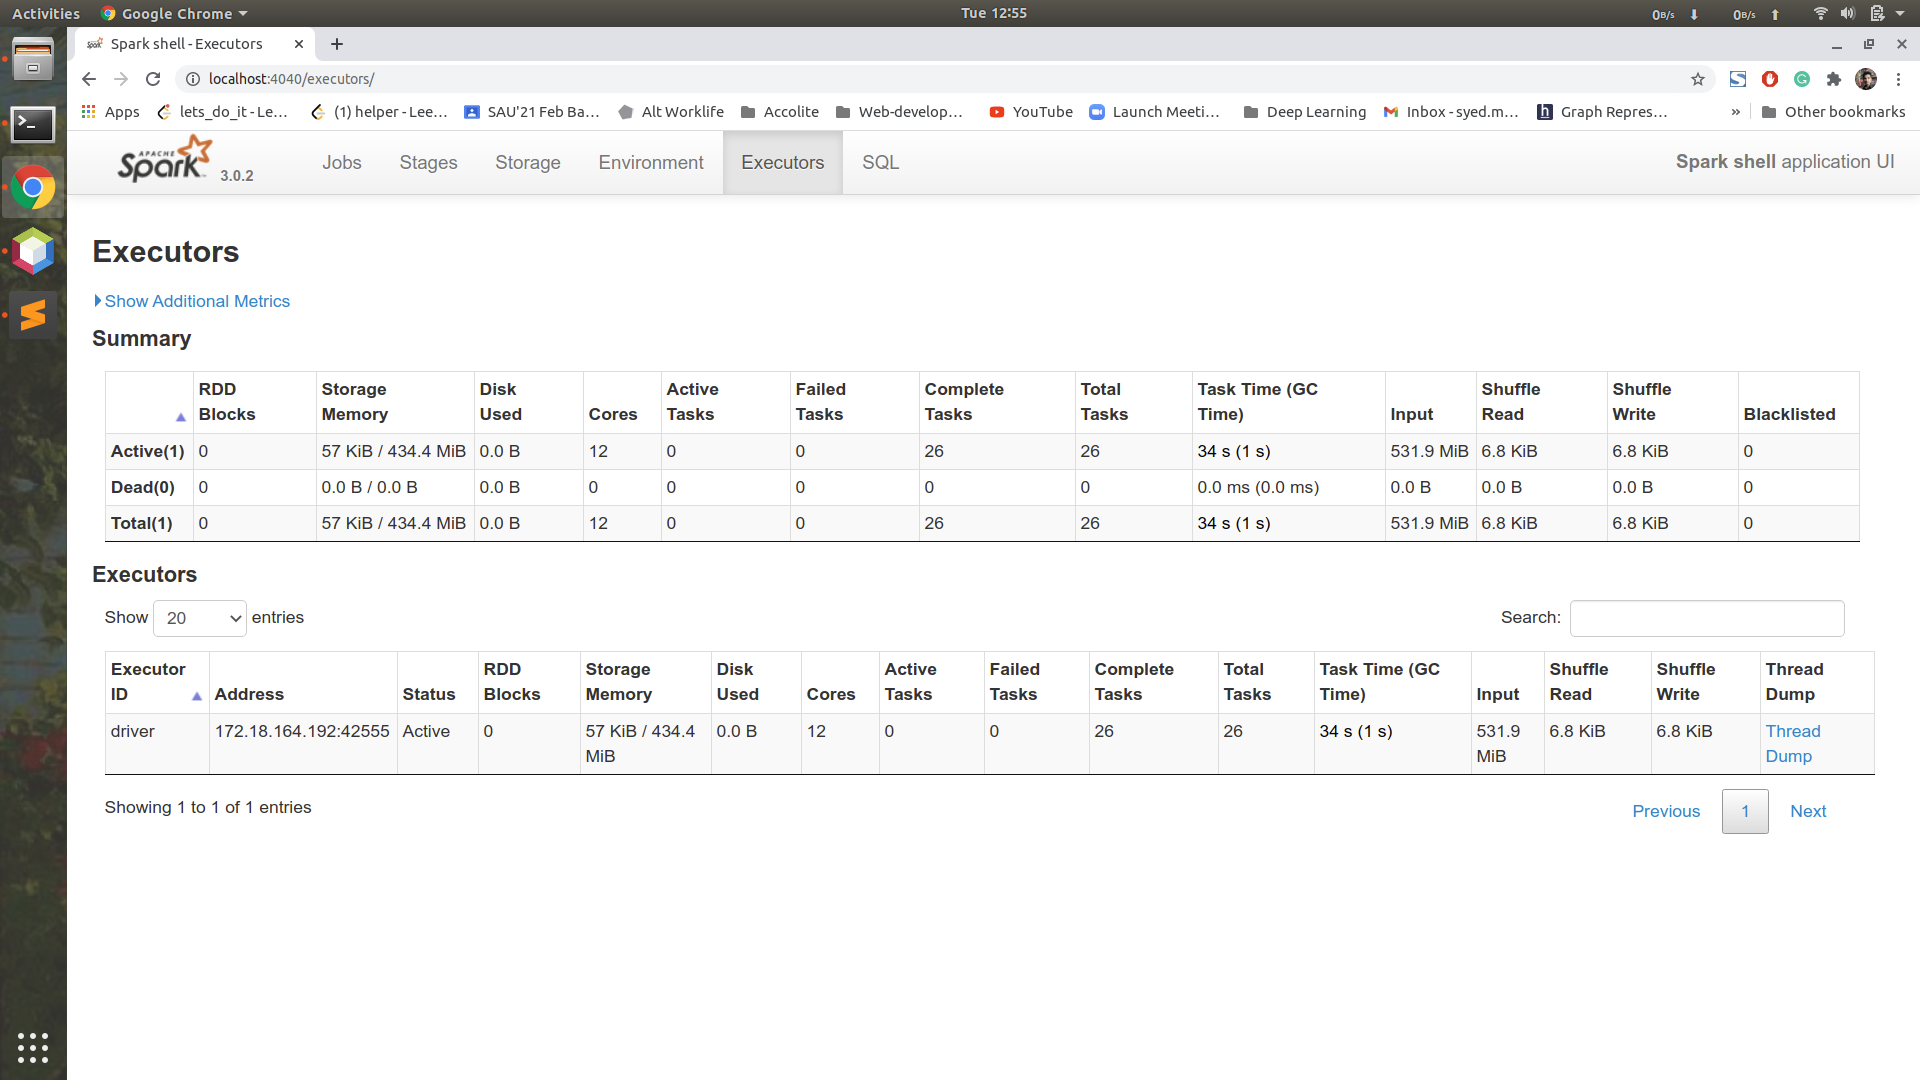 Activities Google Chrome Tue 12:55 0B/s 0B/s
Spark shell - Executors
localhost:4040/executors/
Apps lets_do_it - Le... (1) helper - Lee... SAU'21 Feb Ba... Alt Worklife Accolite Web-develop... YouTube Launch Meeti... Deep Learning Inbox - syed.m... Graph Repres... » Other bookmarks
APACHE Spark 3.0.2 Jobs Stages Storage Environment Executors SQL Spark shell application UI
Executors
Show Additional Metrics
Summary
RDD Blocks Storage Memory Disk Used Cores Active Tasks Failed Tasks Complete Tasks Total Tasks Task Time (GC Time) Input Shuffle Read Shuffle Write Blacklisted
Active(1) 0 57 KiB / 434.4 MiB 0.0 B 12 0 0 26 26 34 s (1 s) 531.9 MiB 6.8 KiB 6.8 KiB 0
Dead(0) 0 0.0 B / 0.0 B 0.0 B 0 0 0 0 0 0.0 ms (0.0 ms) 0.0 B 0.0 B 0.0 B 0
Total(1) 0 57 KiB / 434.4 MiB 0.0 B 12 0 0 26 26 34 s (1 s) 531.9 MiB 6.8 KiB 6.8 KiB 0
Executors
Show 20 entries Search:
Executor ID Address Status RDD Blocks Storage Memory Disk Used Cores Active Tasks Failed Tasks Complete Tasks Total Tasks Task Time (GC Time) Input Shuffle Read Shuffle Write Thread Dump
driver 172.18.164.192:42555 Active 0 57 KiB / 434.4 MiB 0.0 B 12 0 0 26 26 34 s (1 s) 531.9 MiB 6.8 KiB 6.8 KiB Thread Dump
Showing 1 to 1 of 1 entries Previous 1 Next